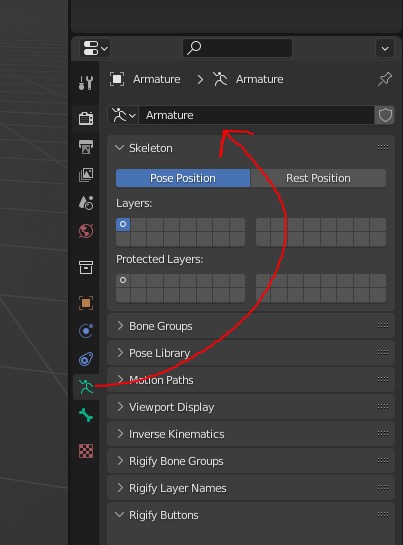 Armature > Armature
Armature
Skeleton
Pose Position Rest Position
Layers:
Protected Layers:
Bone Groups
Pose Library
Motion Paths
Viewport Display
Inverse Kinematics
Rigify Bone Groups
Rigify Layer Names
Rigify Buttons